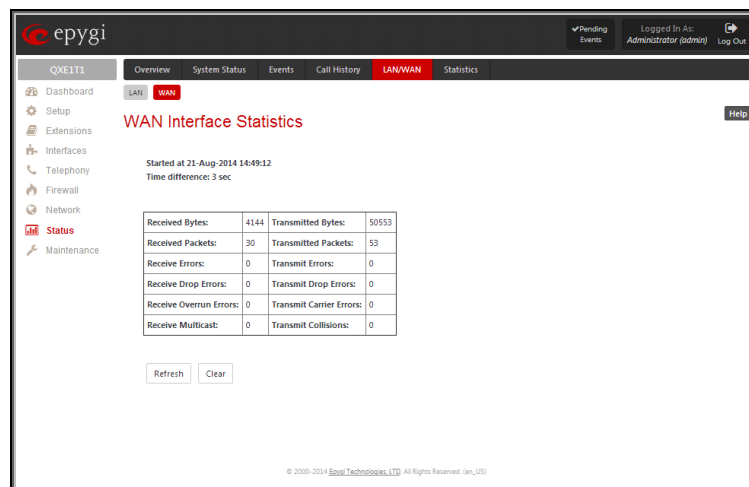 epygi
✔Pending Events
Logged In As:
Administrator (admin)
Log Out
QXE1T1
Overview System Status Events Call History LAN/WAN Statistics
Dashboard
Setup
Extensions
Interfaces
Telephony
Firewall
Network
Status
Maintenance
LAN WAN
Help
WAN Interface Statistics
Started at 21-Aug-2014 14:49:12
Time difference: 3 sec
Received Bytes: 4144 Transmitted Bytes: 50553
Received Packets: 30 Transmitted Packets: 53
Receive Errors: 0 Transmit Errors: 0
Receive Drop Errors: 0 Transmit Drop Errors: 0
Receive Overrun Errors: 0 Transmit Carrier Errors: 0
Receive Multicast: 0 Transmit Collisions: 0
Refresh Clear
© 2000-2014 Epygi Technologies, LTD. All Rights Reserved. (en_US)